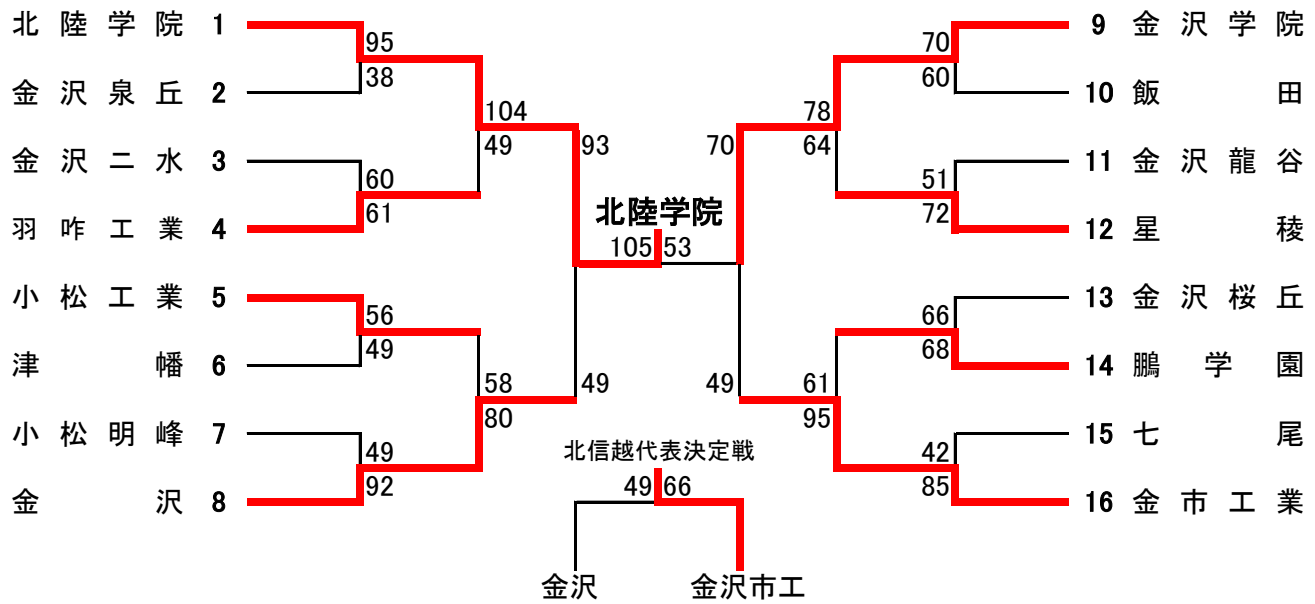 北陸学院 1
95
38
金沢泉丘 2
104
49
金沢二水 3
60
61
羽咋工業 4
93
小松工業 5
56
49
津幡 6
58
80
小松明峰 7
49
92
金沢 8
49
北陸学院
105 53
9 金沢学院
70
60
10 飯田
78
64
11 金沢龍谷
51
72
12 星稜
70
13 金沢桜丘
66
68
14 鵬学園
61
95
15 七尾
42
85
16 金市工業
49
北信越代表決定戦
49 66
金沢 金沢市工